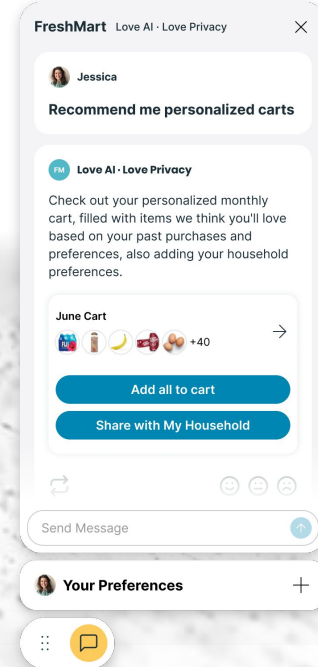 FreshMart Love AI · Love Privacy
Jessica
Recommend me personalized carts
FM Love AI · Love Privacy
Check out your personalized monthly
cart, filled with items we think you'll love
based on your past purchases and
preferences, also adding your household
preferences.
June Cart
+40
Add all to cart
Share with My Household
Send Message
Your Preferences